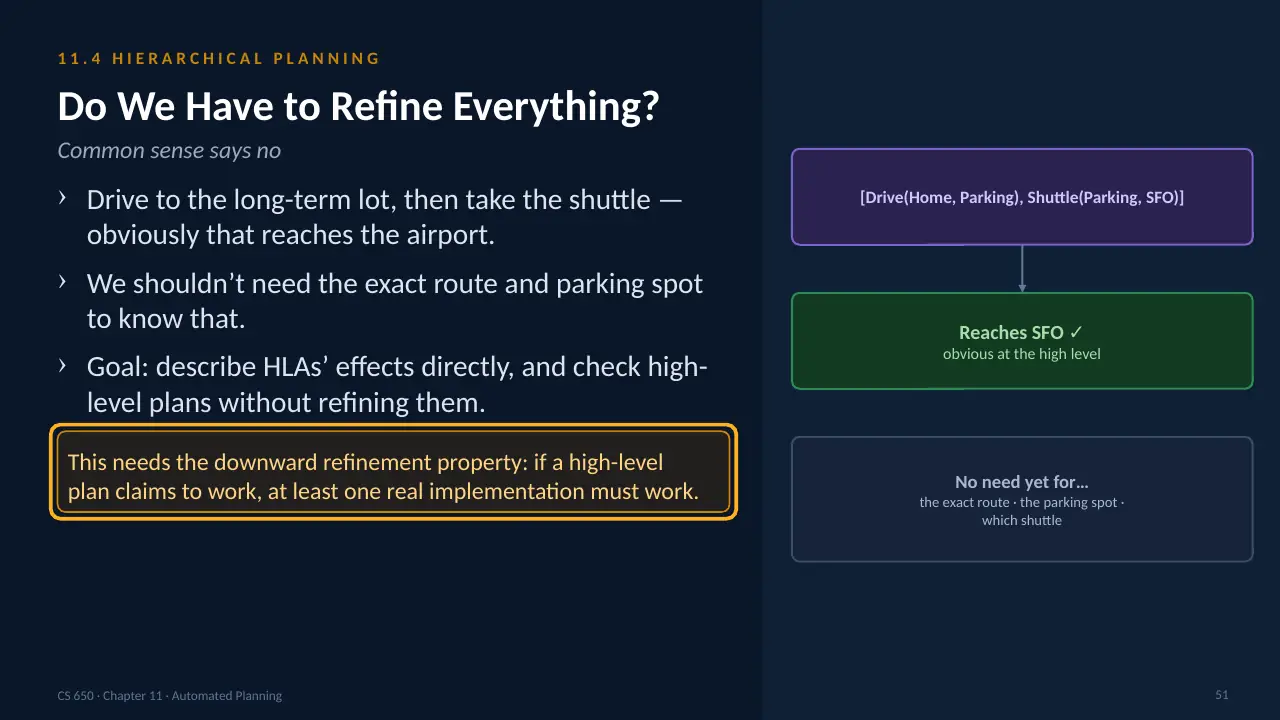 11.4 HIERARCHICAL PLANNING
Do We Have to Refine Everything?
Common sense says no
› Drive to the long-term lot, then take the shuttle —
obviously that reaches the airport.
› We shouldn’t need the exact route and parking spot
to know that.
› Goal: describe HLAs’ effects directly, and check high-
level plans without refining them.
This needs the downward refinement property: if a high-level
plan claims to work, at least one real implementation must work.
[Drive(Home, Parking), Shuttle(Parking, SFO)]
Reaches SFO ✓
obvious at the high level
No need yet for…
the exact route · the parking spot ·
which shuttle
CS 650 · Chapter 11 · Automated Planning
51